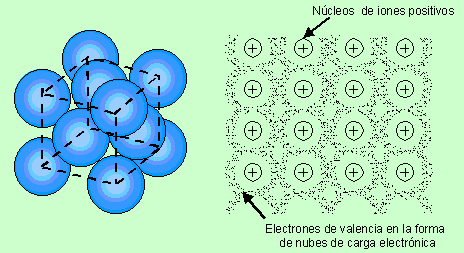 Núcleos de iones positivos
+ + + +
+ + + +
+ + + +
+ + + +
Electrones de valencia en la forma
de nubes de carga electrónica